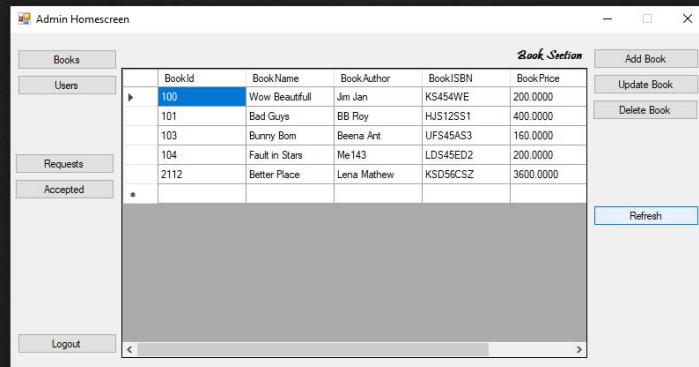 Admin Homescreen
Book Section
Books
Users
Requests
Accepted
Logout
BookId BookName BookAuthor BookISBN BookPrice
100 Wow Beautifull Jim Jan KS454WE 200.0000
101 Bad Guys BB Roy HJS12SS1 400.0000
103 Bunny Bom Beena Ant UFS45AS3 160.0000
104 Fault in Stars Me143 LDS45ED2 200.0000
2112 Better Place Lena Mathew KSD56CSZ 3600.0000
Add Book
Update Book
Delete Book
Refresh